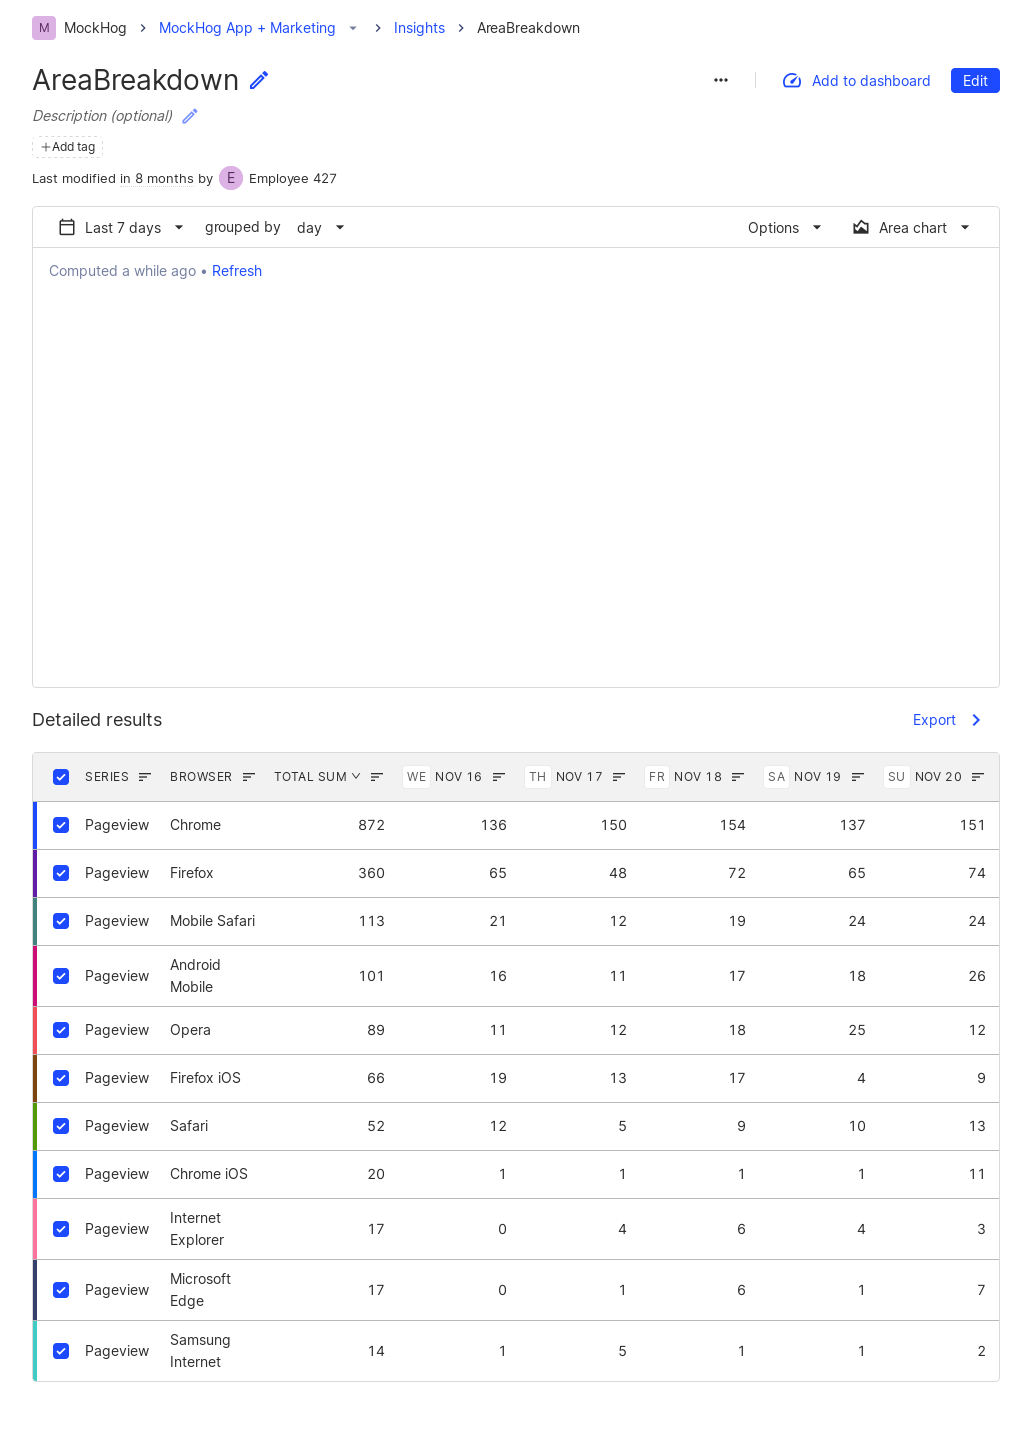 M MockHog MockHog App + Marketing Insights AreaBreakdown
AreaBreakdown
Add to dashboard Edit
Description (optional)
Add tag
Last modified in 8 months by E Employee 427
Last 7 days grouped by day Options Area chart
Computed a while ago • Refresh
Detailed results Export
SERIES BROWSER TOTAL SUM WE NOV 16 TH NOV 17 FR NOV 18 SA NOV 19 SU NOV 20
Pageview Chrome 872 136 150 154 137 151
Pageview Firefox 360 65 48 72 65 74
Pageview Mobile Safari 113 21 12 19 24 24
Pageview Android Mobile 101 16 11 17 18 26
Pageview Opera 89 11 12 18 25 12
Pageview Firefox iOS 66 19 13 17 4 9
Pageview Safari 52 12 5 9 10 13
Pageview Chrome iOS 20 1 1 1 1 11
Pageview Internet Explorer 17 0 4 6 4 3
Pageview Microsoft Edge 17 0 1 6 1 7
Pageview Samsung Internet 14 1 5 1 1 2